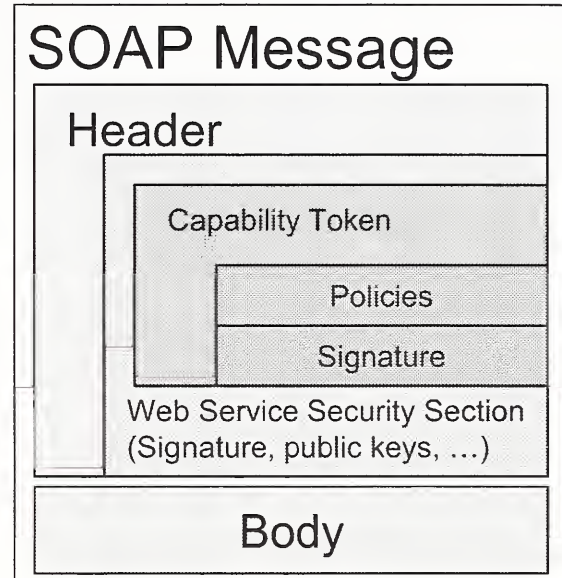 SOAP Message
Header
Capability Token
Policies
Signature
Web Service Security Section
(Signature, public keys, …)
Body